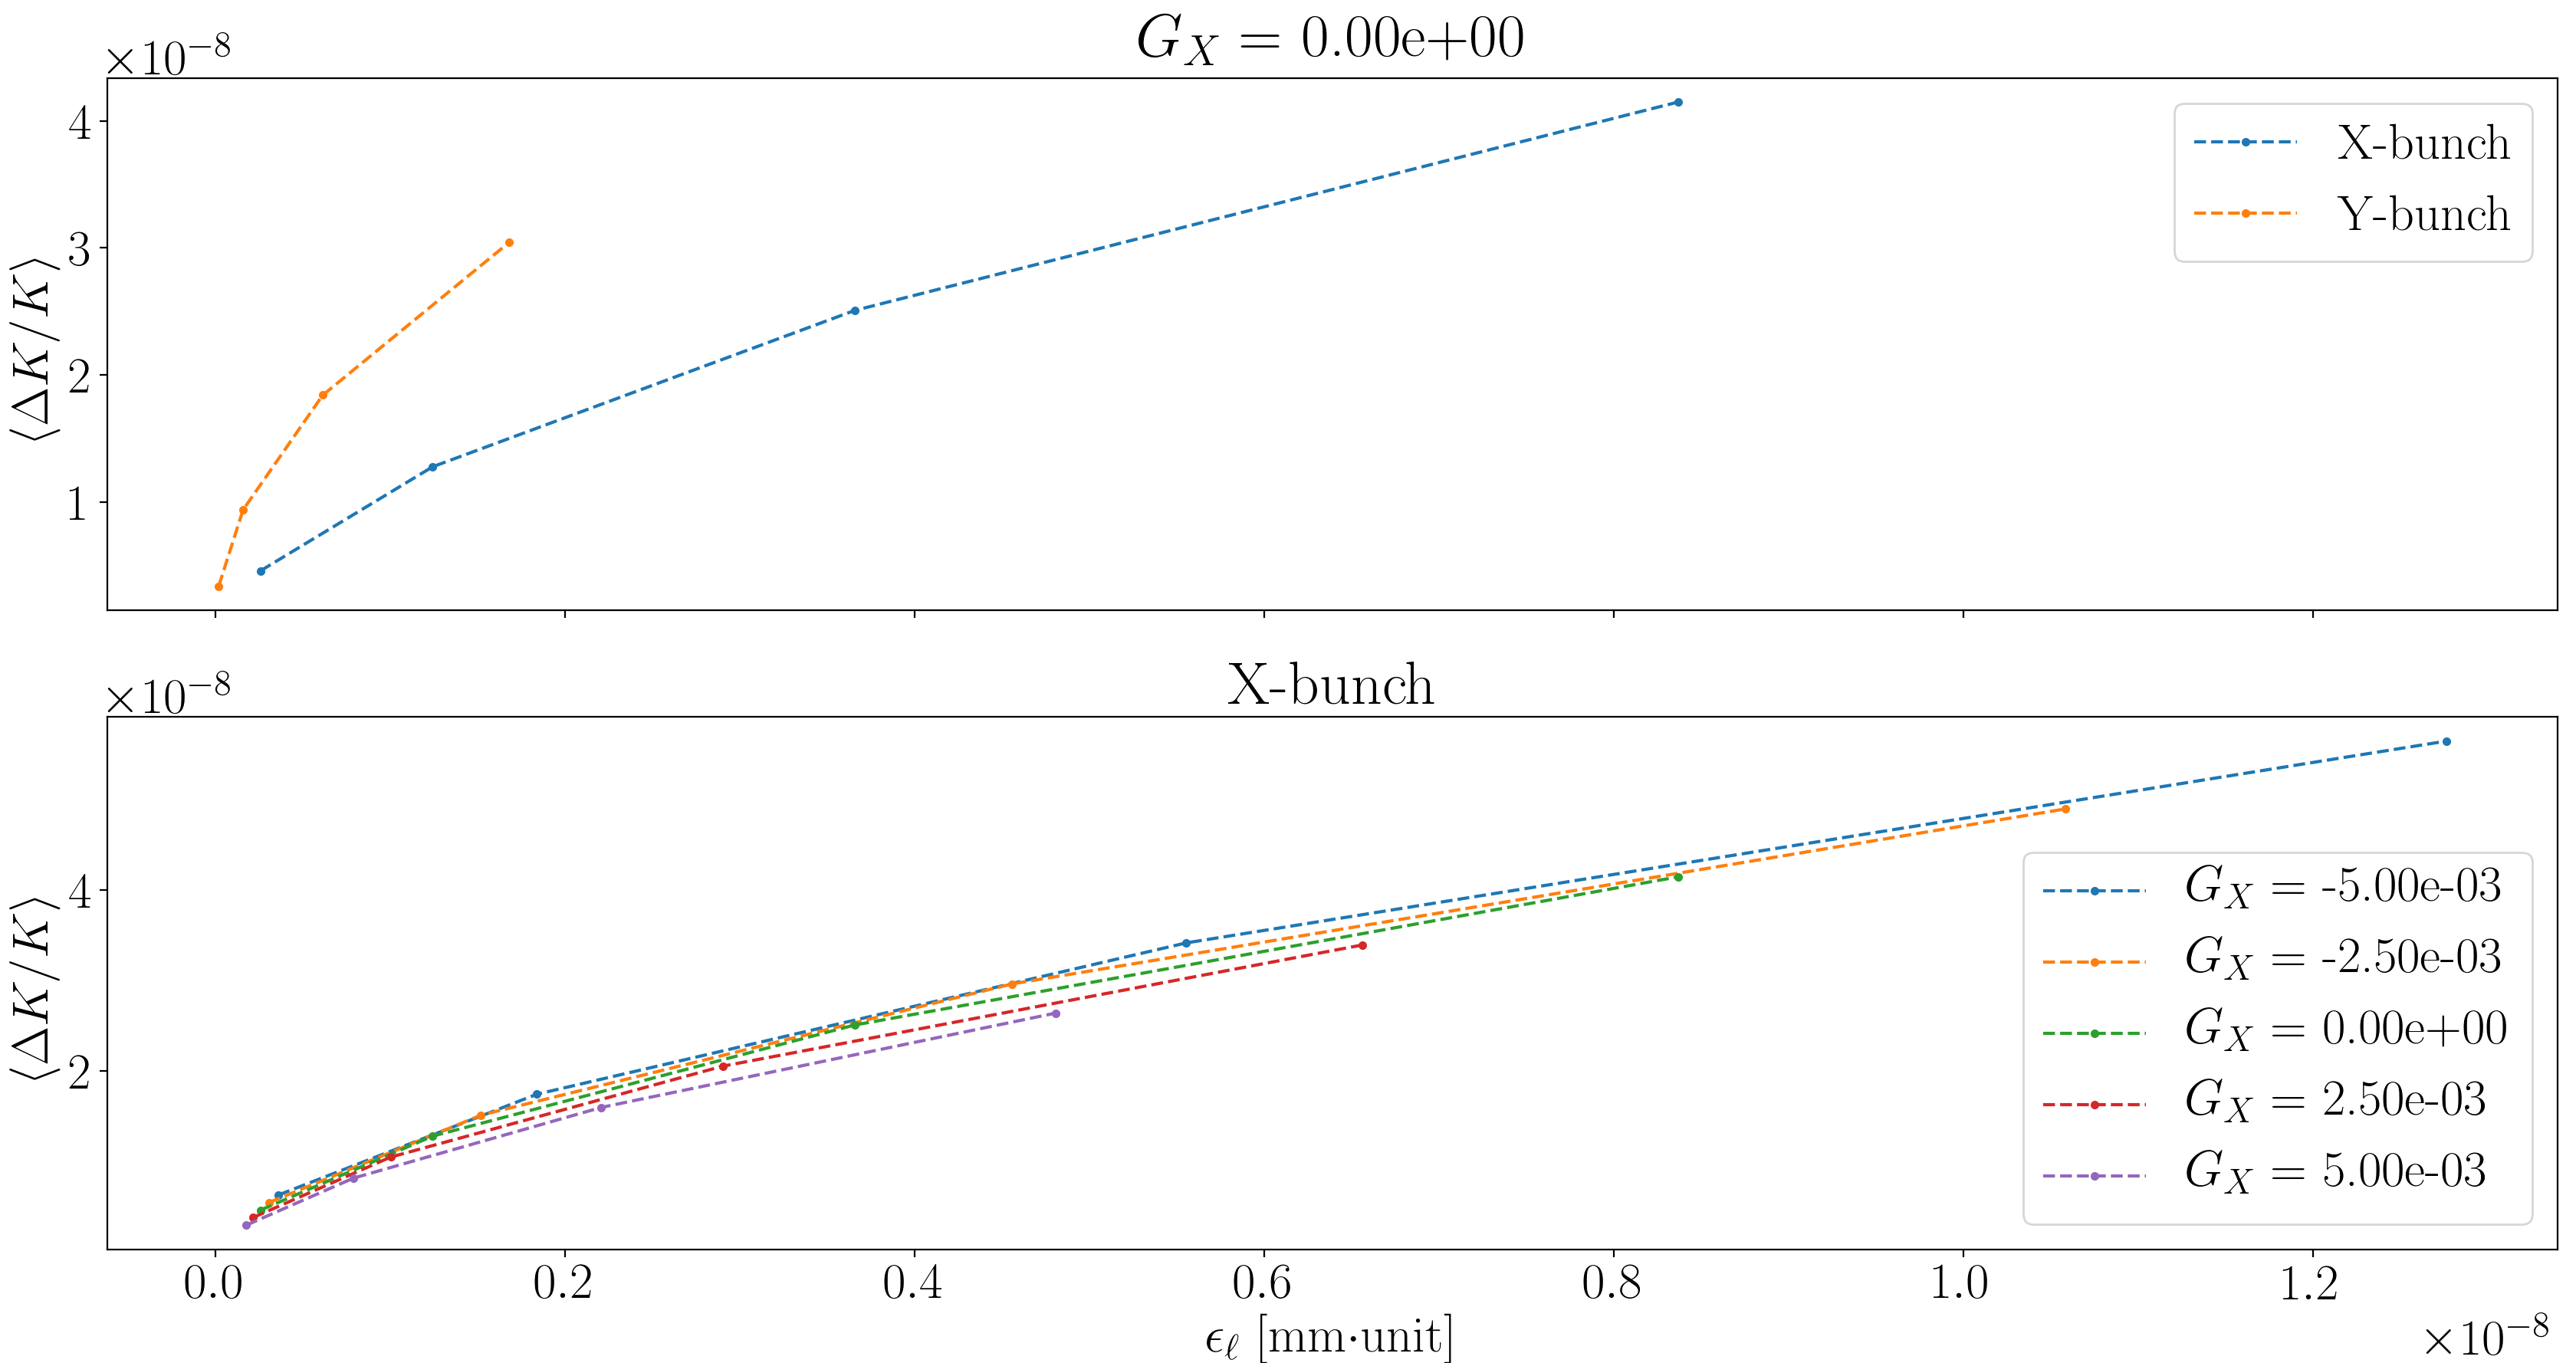 G_X = 0.00e+00
×10⁻⁸
4
3
2
1
⟨ΔK/K⟩
X-bunch
Y-bunch
X-bunch
×10⁻⁸
4
2
⟨ΔK/K⟩
G_X = -5.00e-03
G_X = -2.50e-03
G_X = 0.00e+00
G_X = 2.50e-03
G_X = 5.00e-03
0.0 0.2 0.4 0.6 0.8 1.0 1.2
ϵ_ℓ [mm·unit]
×10⁻⁸